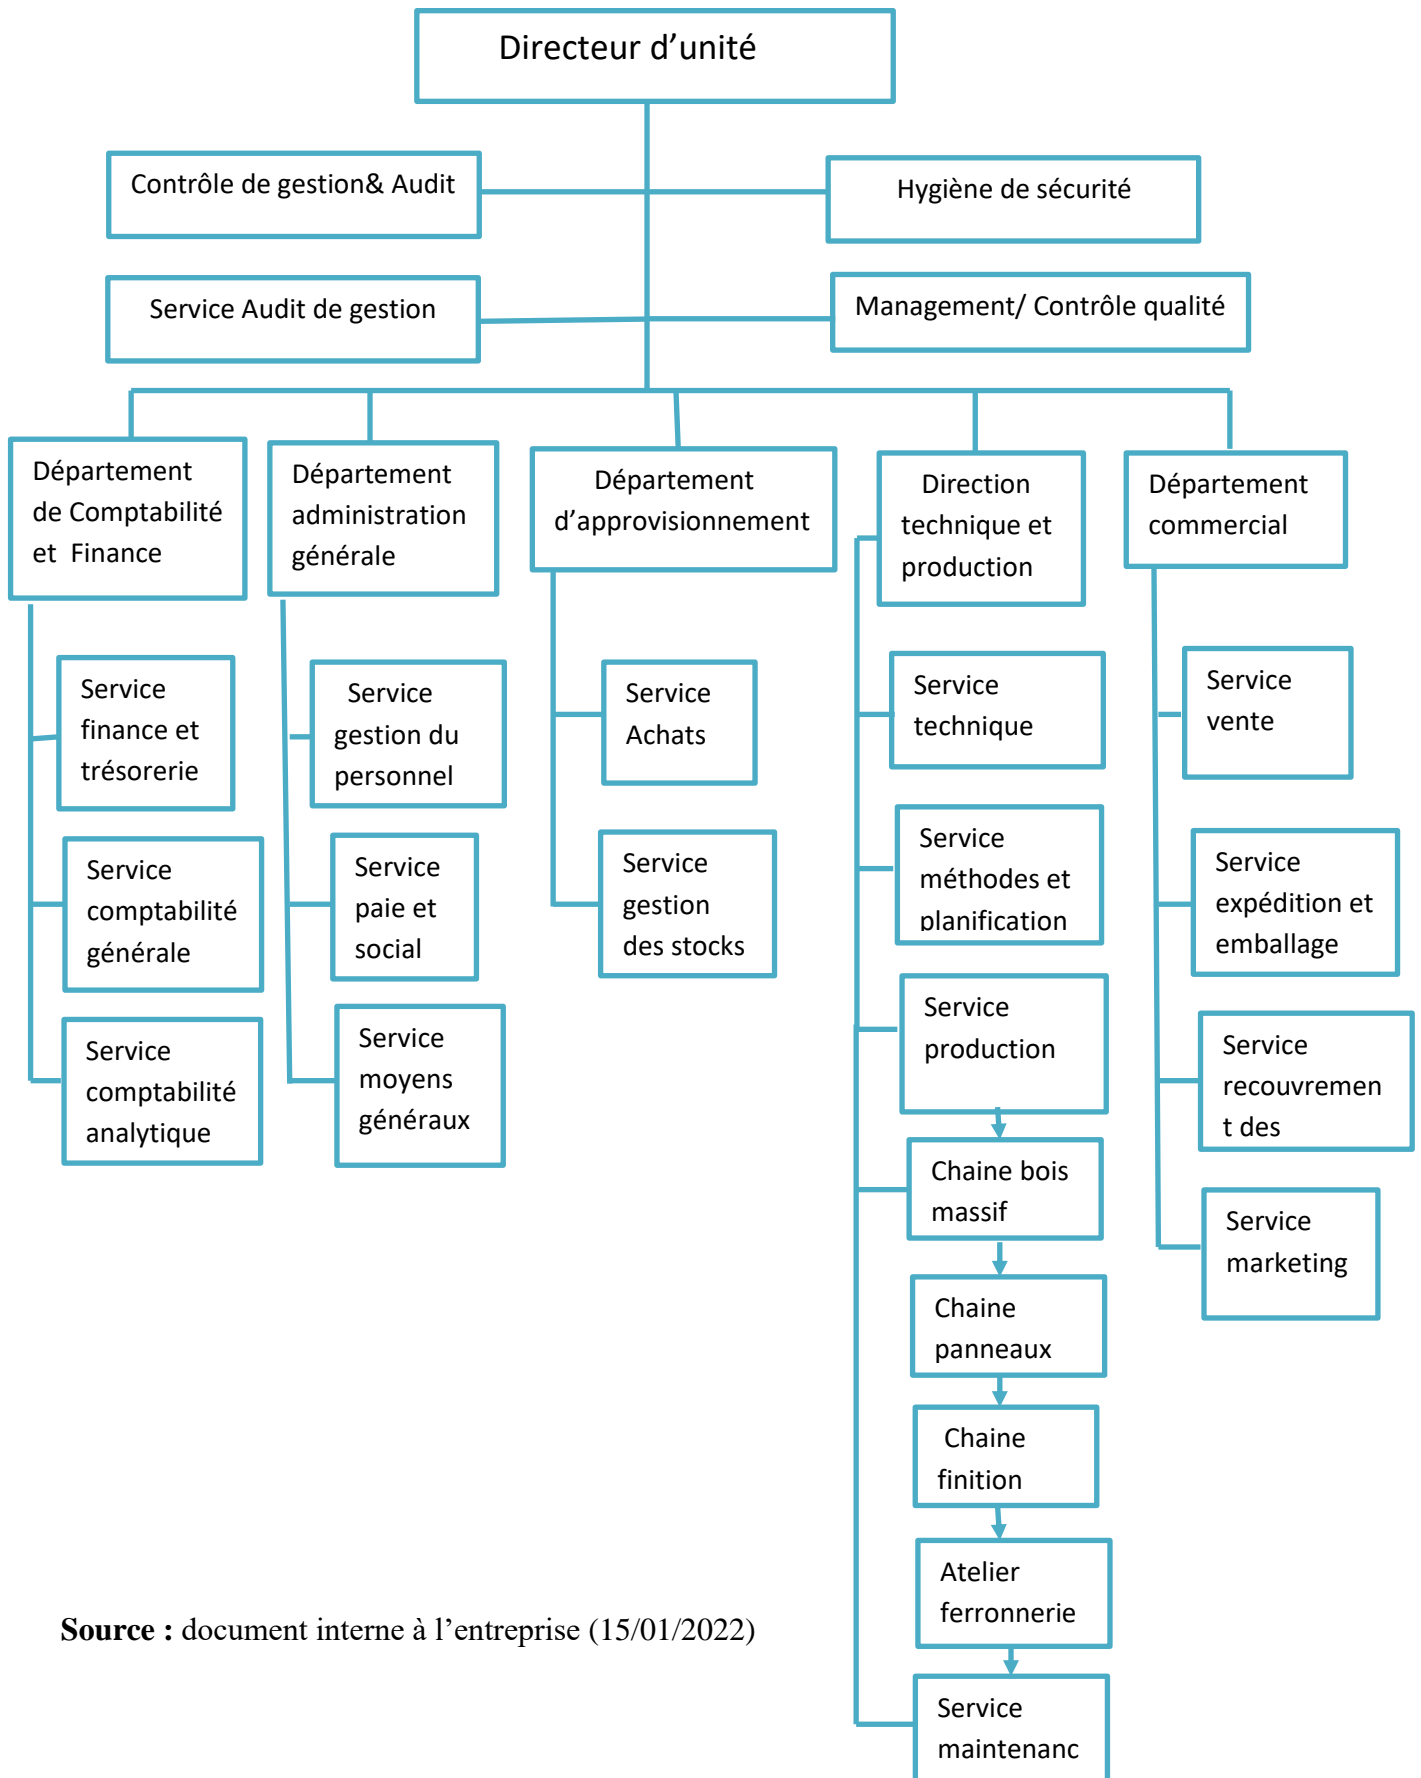 Directeur d’unité
Contrôle de gestion& Audit
Hygiène de sécurité
Service Audit de gestion
Management/ Contrôle qualité
Département
de Comptabilité
et Finance
Département
administration
générale
Département
d’approvisionnement
Direction
technique et
production
Département
commercial
Service
finance et
trésorerie
Service
comptabilité
générale
Service
comptabilité
analytique
Service
gestion du
personnel
Service
paie et
social
Service
moyens
généraux
Service
Achats
Service
gestion
des stocks
Service
technique
Service
méthodes et
planification
Service
production
Chaine bois
massif
Chaine
panneaux
Chaine
finition
Atelier
ferronnerie
Service
maintenanc
Service
vente
Service
expédition et
emballage
Service
recouvremen
t des
Service
marketing
Source : document interne à l’entreprise (15/01/2022)